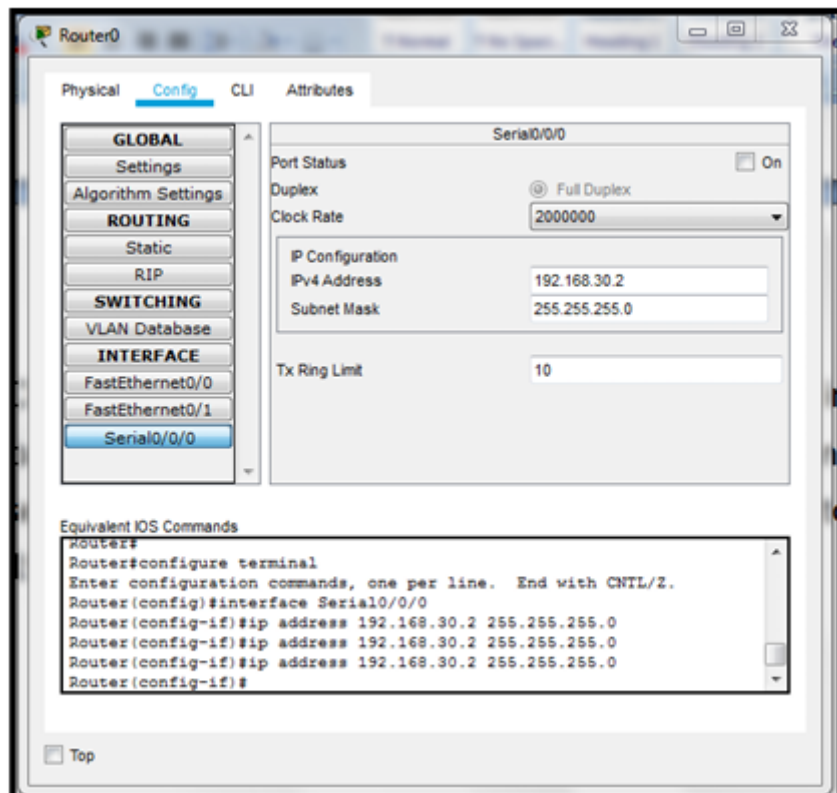 Router0
Physical Config CLI Attributes
GLOBAL
Settings
Algorithm Settings
ROUTING
Static
RIP
SWITCHING
VLAN Database
INTERFACE
FastEthernet0/0
FastEthernet0/1
Serial0/0/0
Serial0/0/0
Port Status On
Duplex Full Duplex
Clock Rate 2000000
IP Configuration
IPv4 Address 192.168.30.2
Subnet Mask 255.255.255.0
Tx Ring Limit 10
Equivalent IOS Commands
Router#
Router#configure terminal
Enter configuration commands, one per line. End with CNTL/Z.
Router(config)#interface Serial0/0/0
Router(config-if)#ip address 192.168.30.2 255.255.255.0
Router(config-if)#ip address 192.168.30.2 255.255.255.0
Router(config-if)#ip address 192.168.30.2 255.255.255.0
Router(config-if)#
Top